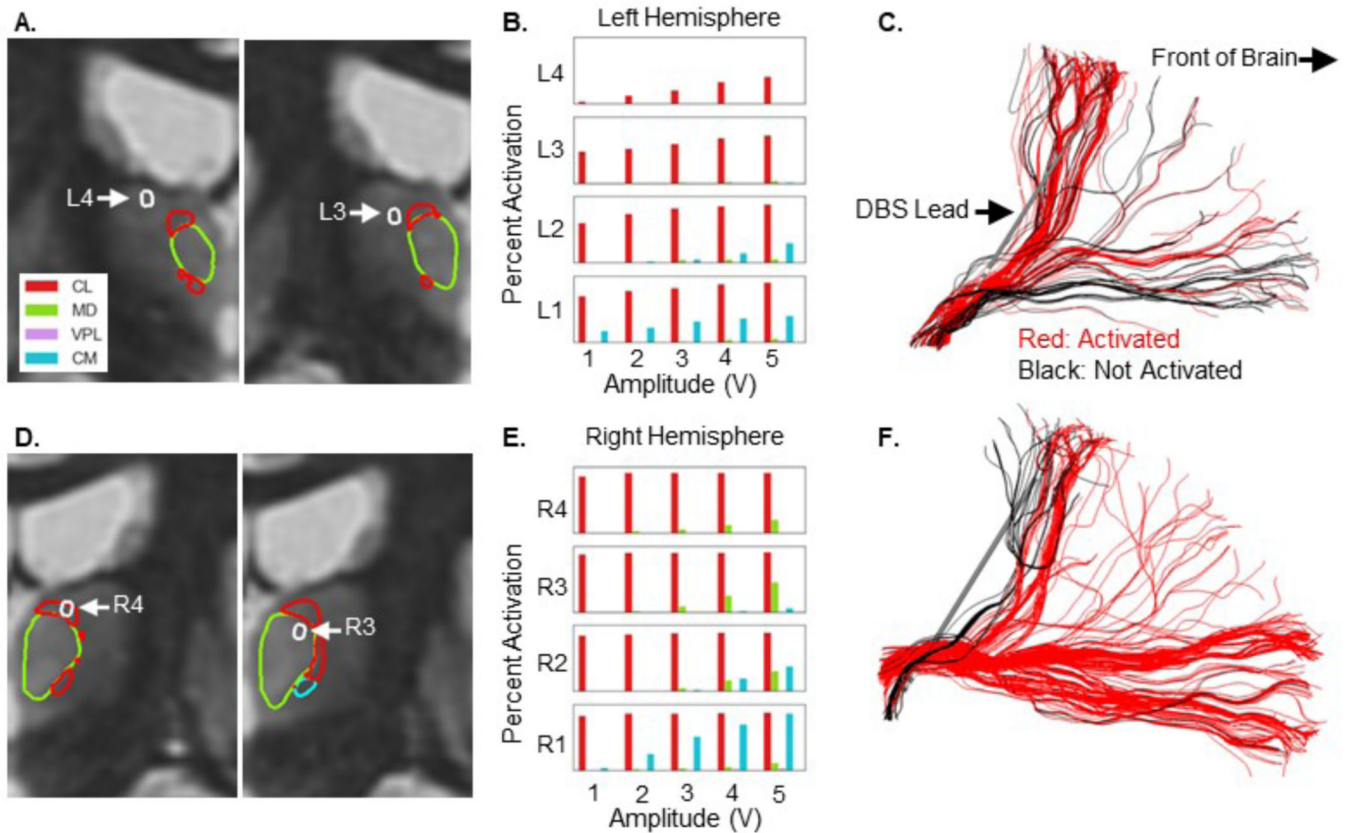 A.
L4
L3
CL
MD
VPL
CM
B.
Left Hemisphere
Percent Activation
L4
L3
L2
L1
1 2 3 4 5
Amplitude (V)
C.
Front of Brain
DBS Lead
Red: Activated
Black: Not Activated
D.
R4
R3
E.
Right Hemisphere
Percent Activation
R4
R3
R2
R1
1 2 3 4 5
Amplitude (V)
F.